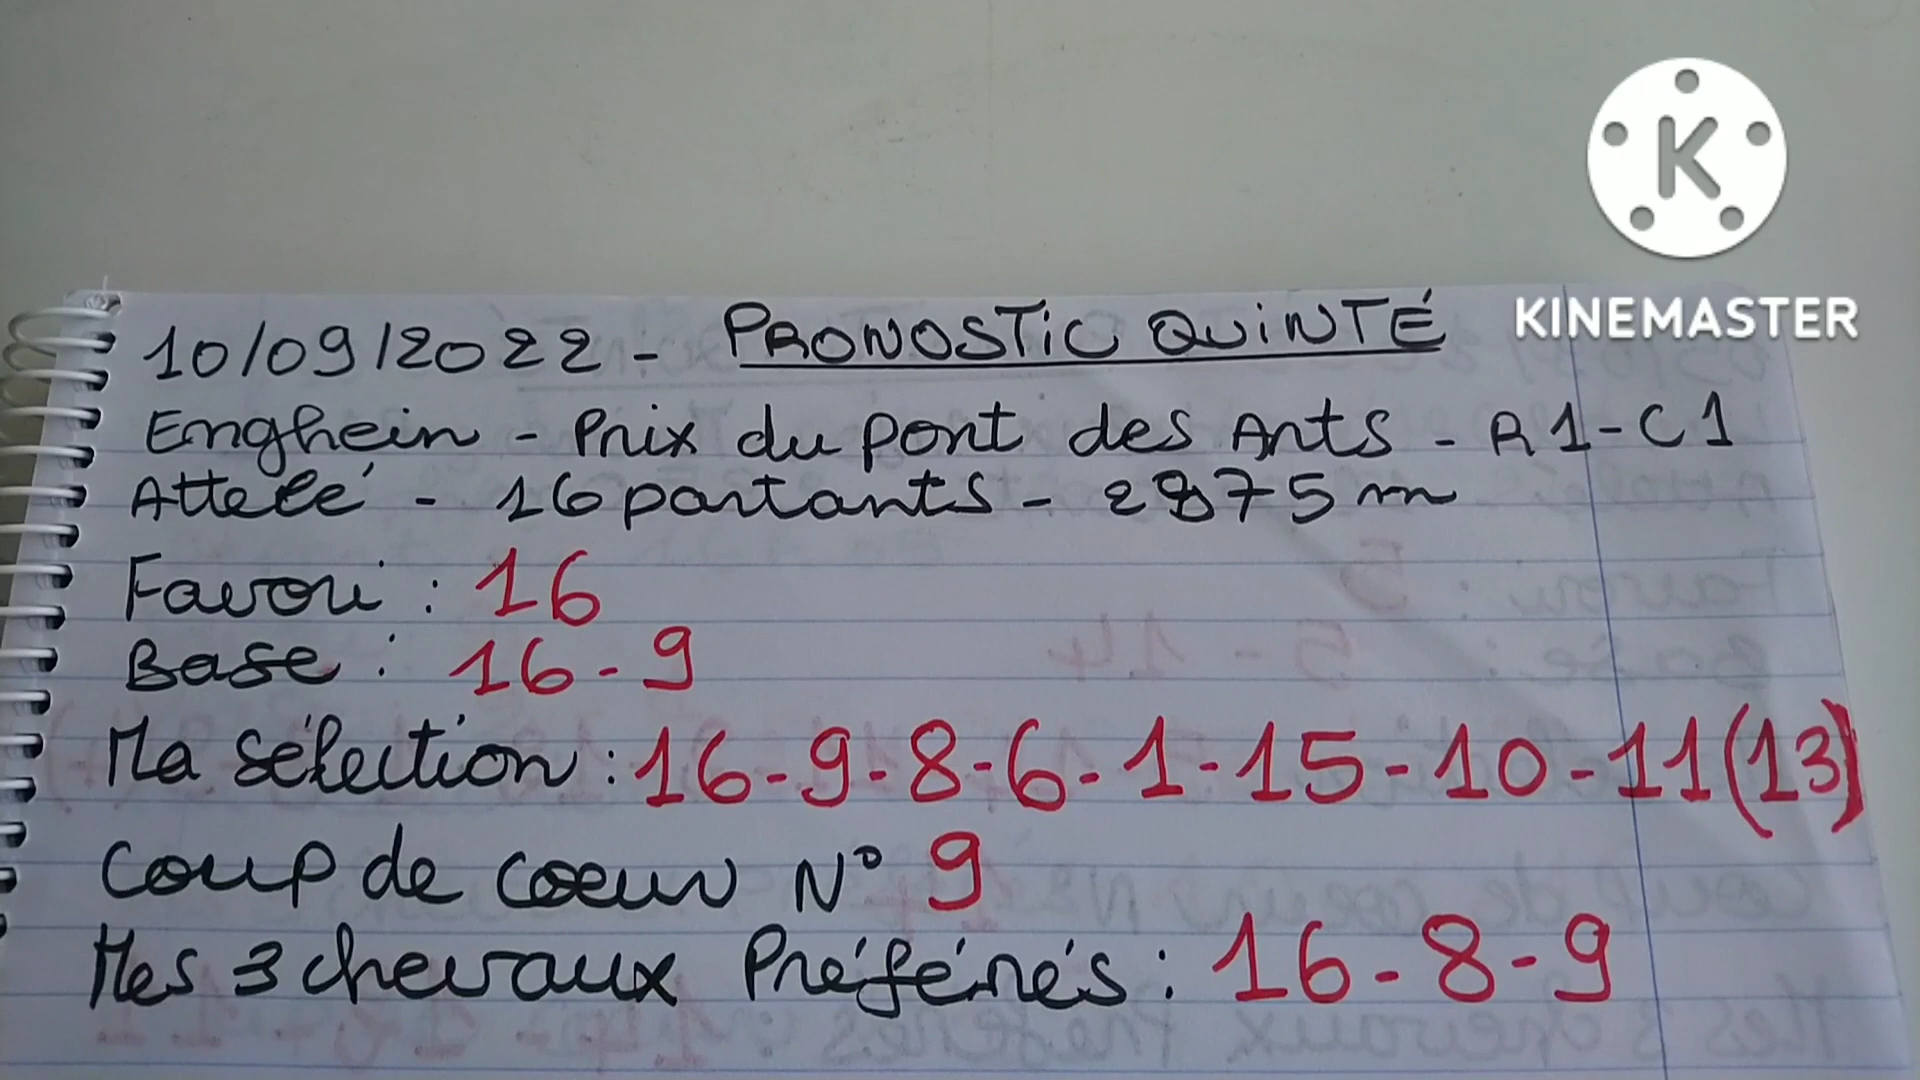 K
KINEMASTER
10/09/2022 - PRONOSTIC QUINTÉ
Enghein - Prix du pont des Arts - R1-C1
Attelé - 16 partants - 2875 m
Favori : 16
Base : 16-9
Ma sélection : 16-9-8-6-1-15-10-11(13)
Coup de coeur N° 9
Mes 3 chevaux Préférés : 16-8-9